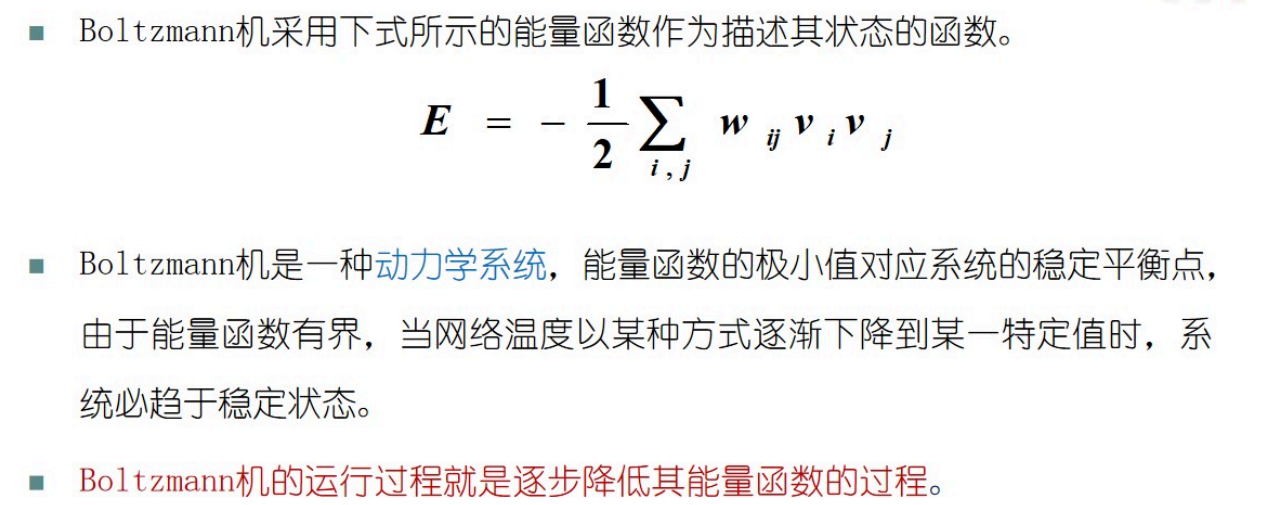 Boltzmann机采用下式所示的能量函数作为描述其状态的函数。
E = - 1/2 ∑ i,j w ij v i v j
Boltzmann机是一种动力学系统，能量函数的极小值对应系统的稳定平衡点，
由于能量函数有界，当网络温度以某种方式逐渐下降到某一特定值时，系
统必趋于稳定状态。
Boltzmann机的运行过程就是逐步降低其能量函数的过程。